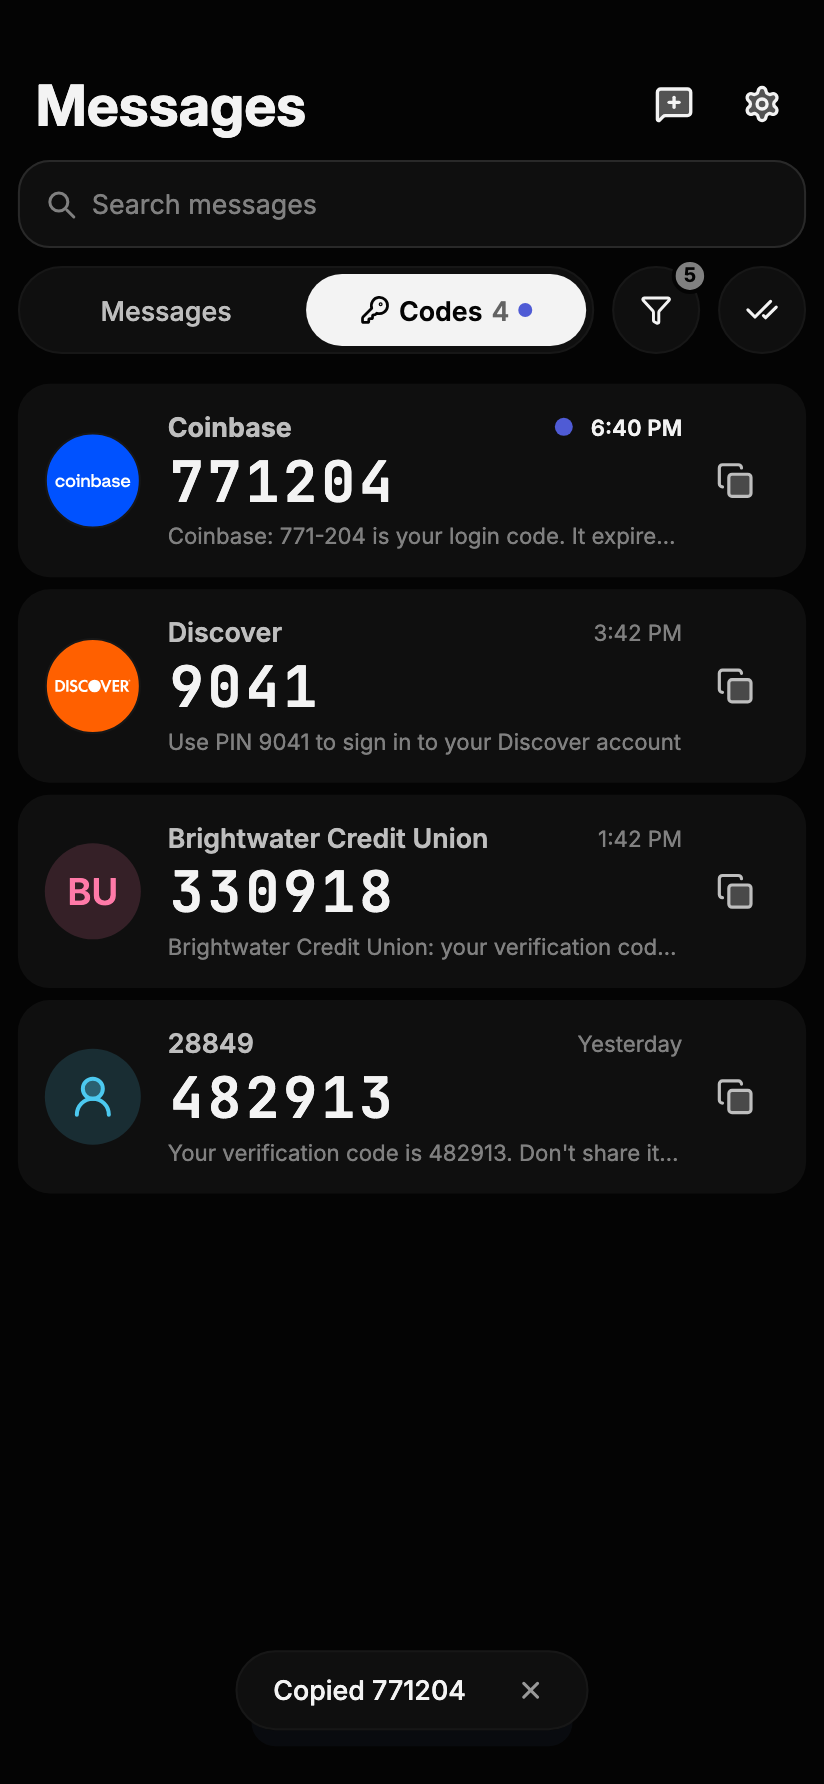 Messages
Search messages
5
Messages
Codes 4
Coinbase
6:40 PM
coinbase
771204
Coinbase: 771-204 is your login code. It expire...
Discover
3:42 PM
DISCOVER
9041
Use PIN 9041 to sign in to your Discover account
Brightwater Credit Union
1:42 PM
BU
330918
Brightwater Credit Union: your verification cod...
28849
Yesterday
482913
Your verification code is 482913. Don't share it...
Copied 771204